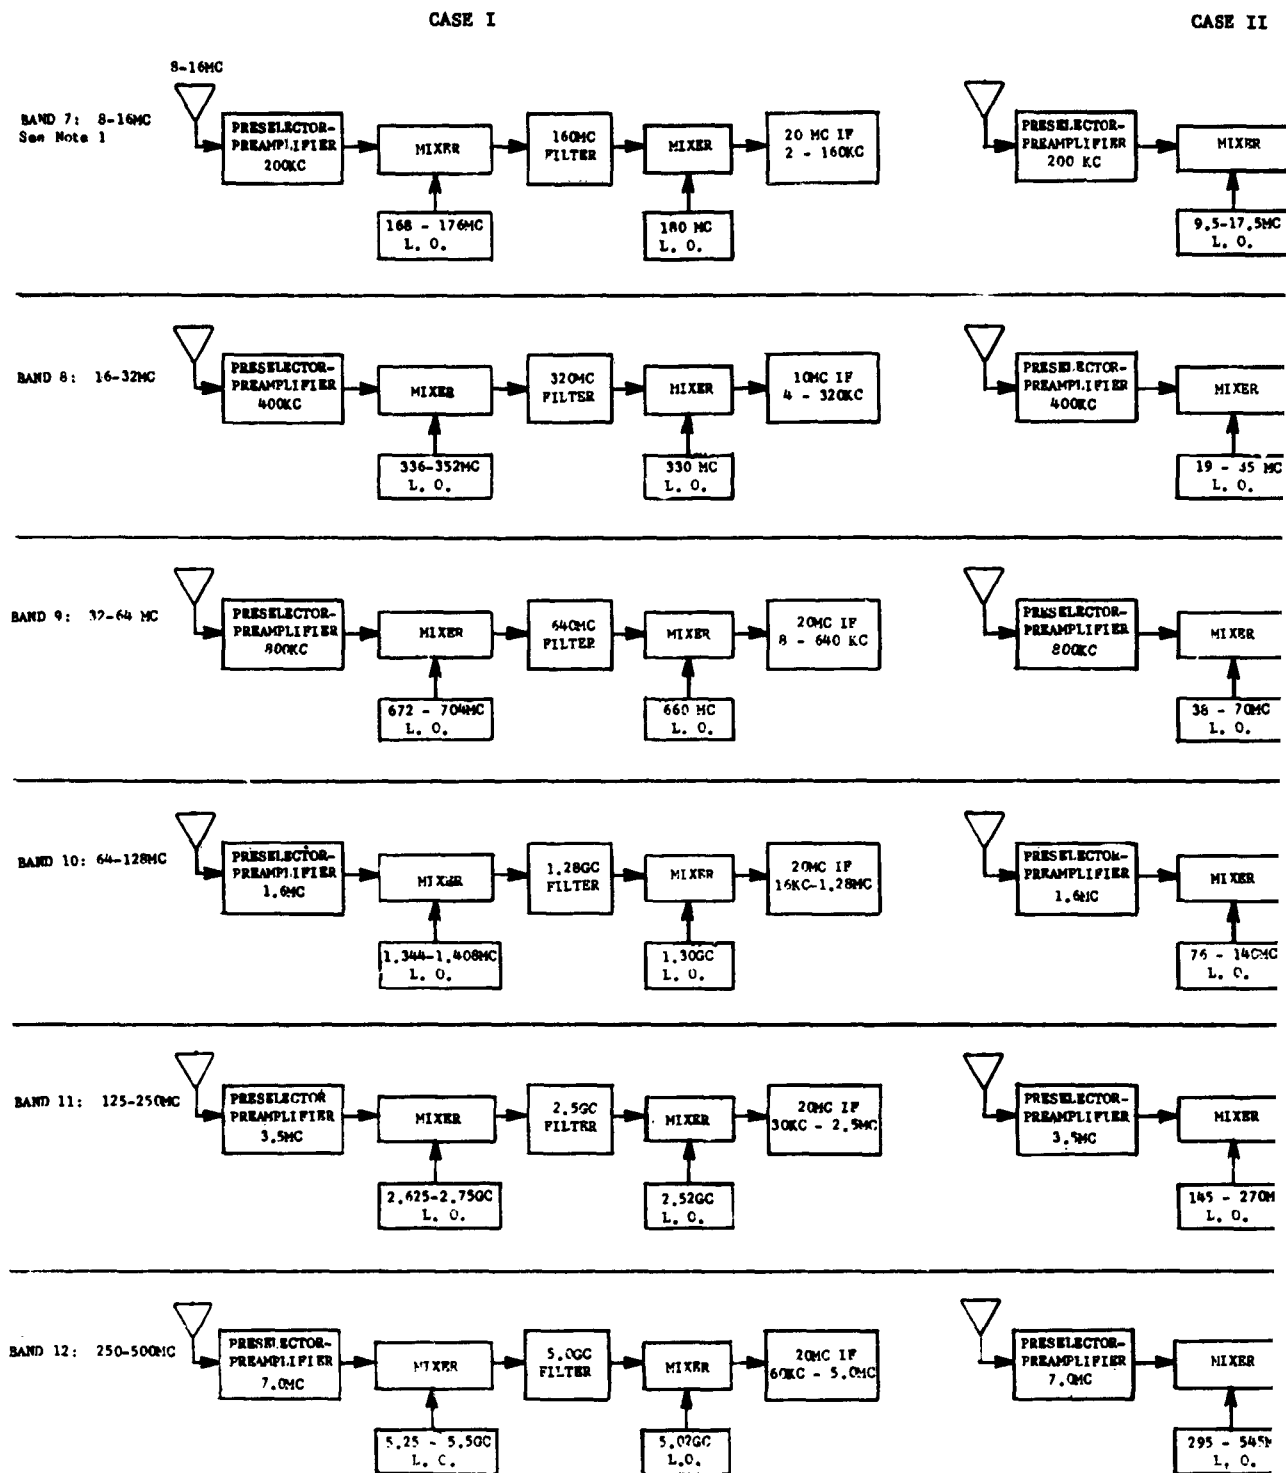 CASE I
CASE II
8-16MC
BAND 7: 8-16MC
See Note 1
PRESELECTOR-
PREAMPLIFIER
200KC
MIXER
160MC
FILTER
MIXER
20 MC IF
2 - 160KC
168 - 176MC
L. O.
180 MC
L. O.
PRESELECTOR-
PREAMPLIFIER
200 KC
MIXER
9.5-17.5MC
L. O.
BAND 8: 16-32MC
PRESELECTOR-
PREAMPLIFIER
400KC
MIXER
320MC
FILTER
MIXER
10MC IF
4 - 320KC
336-352MC
L. O.
330 MC
L. O.
PRESELECTOR-
PREAMPLIFIER
400KC
MIXER
19 - 35 MC
L. O.
BAND 9: 32-64 MC
PRESELECTOR-
PREAMPLIFIER
800KC
MIXER
640MC
FILTER
MIXER
20MC IF
8 - 640 KC
672 - 704MC
L. O.
660 MC
L. O.
PRESELECTOR-
PREAMPLIFIER
800KC
MIXER
38 - 70MC
L. O.
BAND 10: 64-128MC
PRESELECTOR-
PREAMPLIFIER
1.6MC
MIXER
1.28GC
FILTER
MIXER
20MC IF
16KC-1.28MC
1.344-1.408MC
L. O.
1.30GC
L. O.
PRESELECTOR-
PREAMPLIFIER
1.6MC
MIXER
76 - 140MC
L. O.
BAND 11: 125-250MC
PRESELECTOR
PREAMPLIFIER
3.5MC
MIXER
2.5GC
FILTER
MIXER
20MC IF
30KC - 2.5MC
2.625-2.75GC
L. O.
2.52GC
L. O.
PRESELECTOR-
PREAMPLIFIER
3.5MC
MIXER
145 - 270M
L. O.
BAND 12: 250-500MC
PRESELECTOR-
PREAMPLIFIER
7.0MC
MIXER
5.0GC
FILTER
MIXER
20MC IF
60KC - 5.0MC
5.25 - 5.5GC
L. O.
5.02GC
L.O.
PRESELECTOR-
PREAMPLIFIER
7.0MC
MIXER
295 - 545M
L. O.